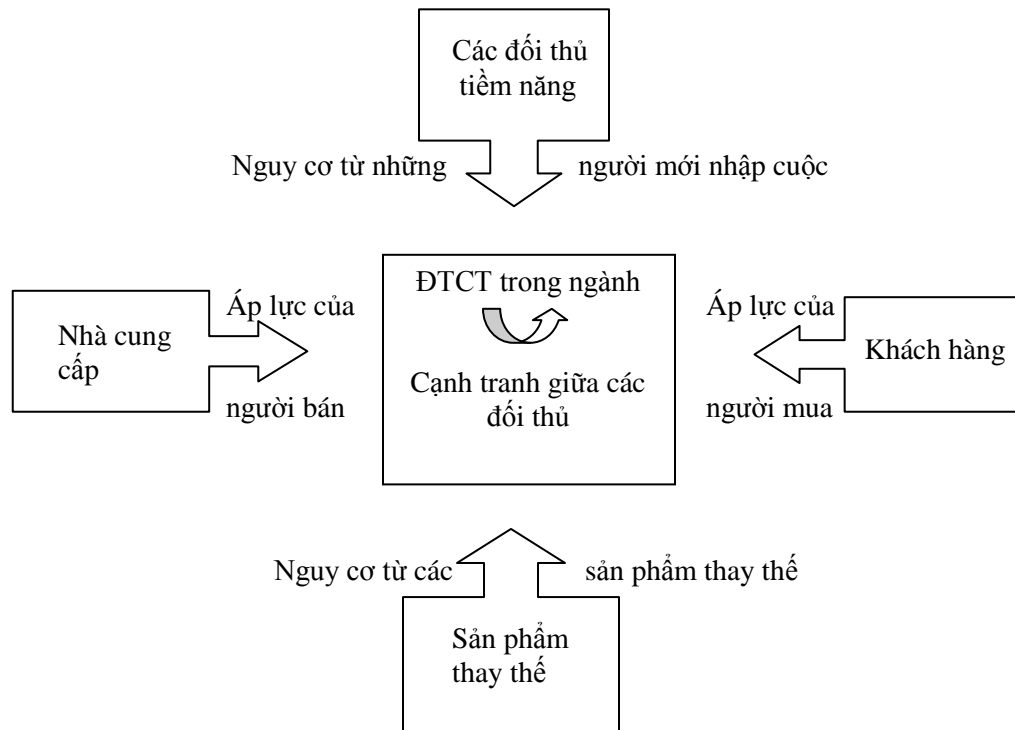 Các đối thủ
tiềm năng
Nguy cơ từ những người mới nhập cuộc
ĐTCT trong ngành
Cạnh tranh giữa các
đối thủ
Nhà cung
cấp
Áp lực của
người bán
Áp lực của
người mua
Khách hàng
Nguy cơ từ các sản phẩm thay thế
Sản phẩm
thay thế